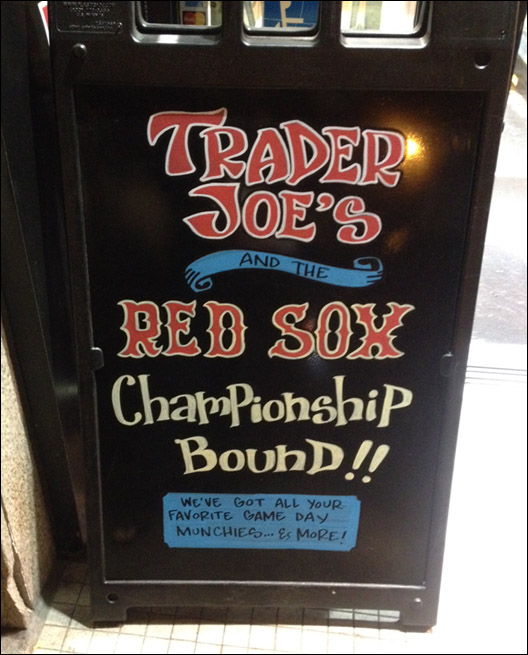 TRADER
JOE'S
AND THE
RED SOX
Championship
Bound!!
WE'VE GOT ALL YOUR
FAVORITE GAME DAY
MUNCHIES... & MORE!